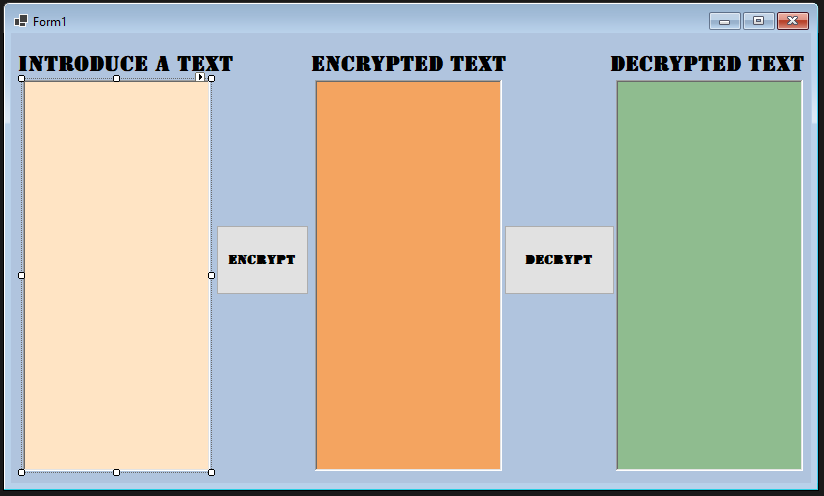 Form1
INTRODUCE A TEXT
ENCRYPTED TEXT
DECRYPTED TEXT
ENCRYPT
DECRYPT